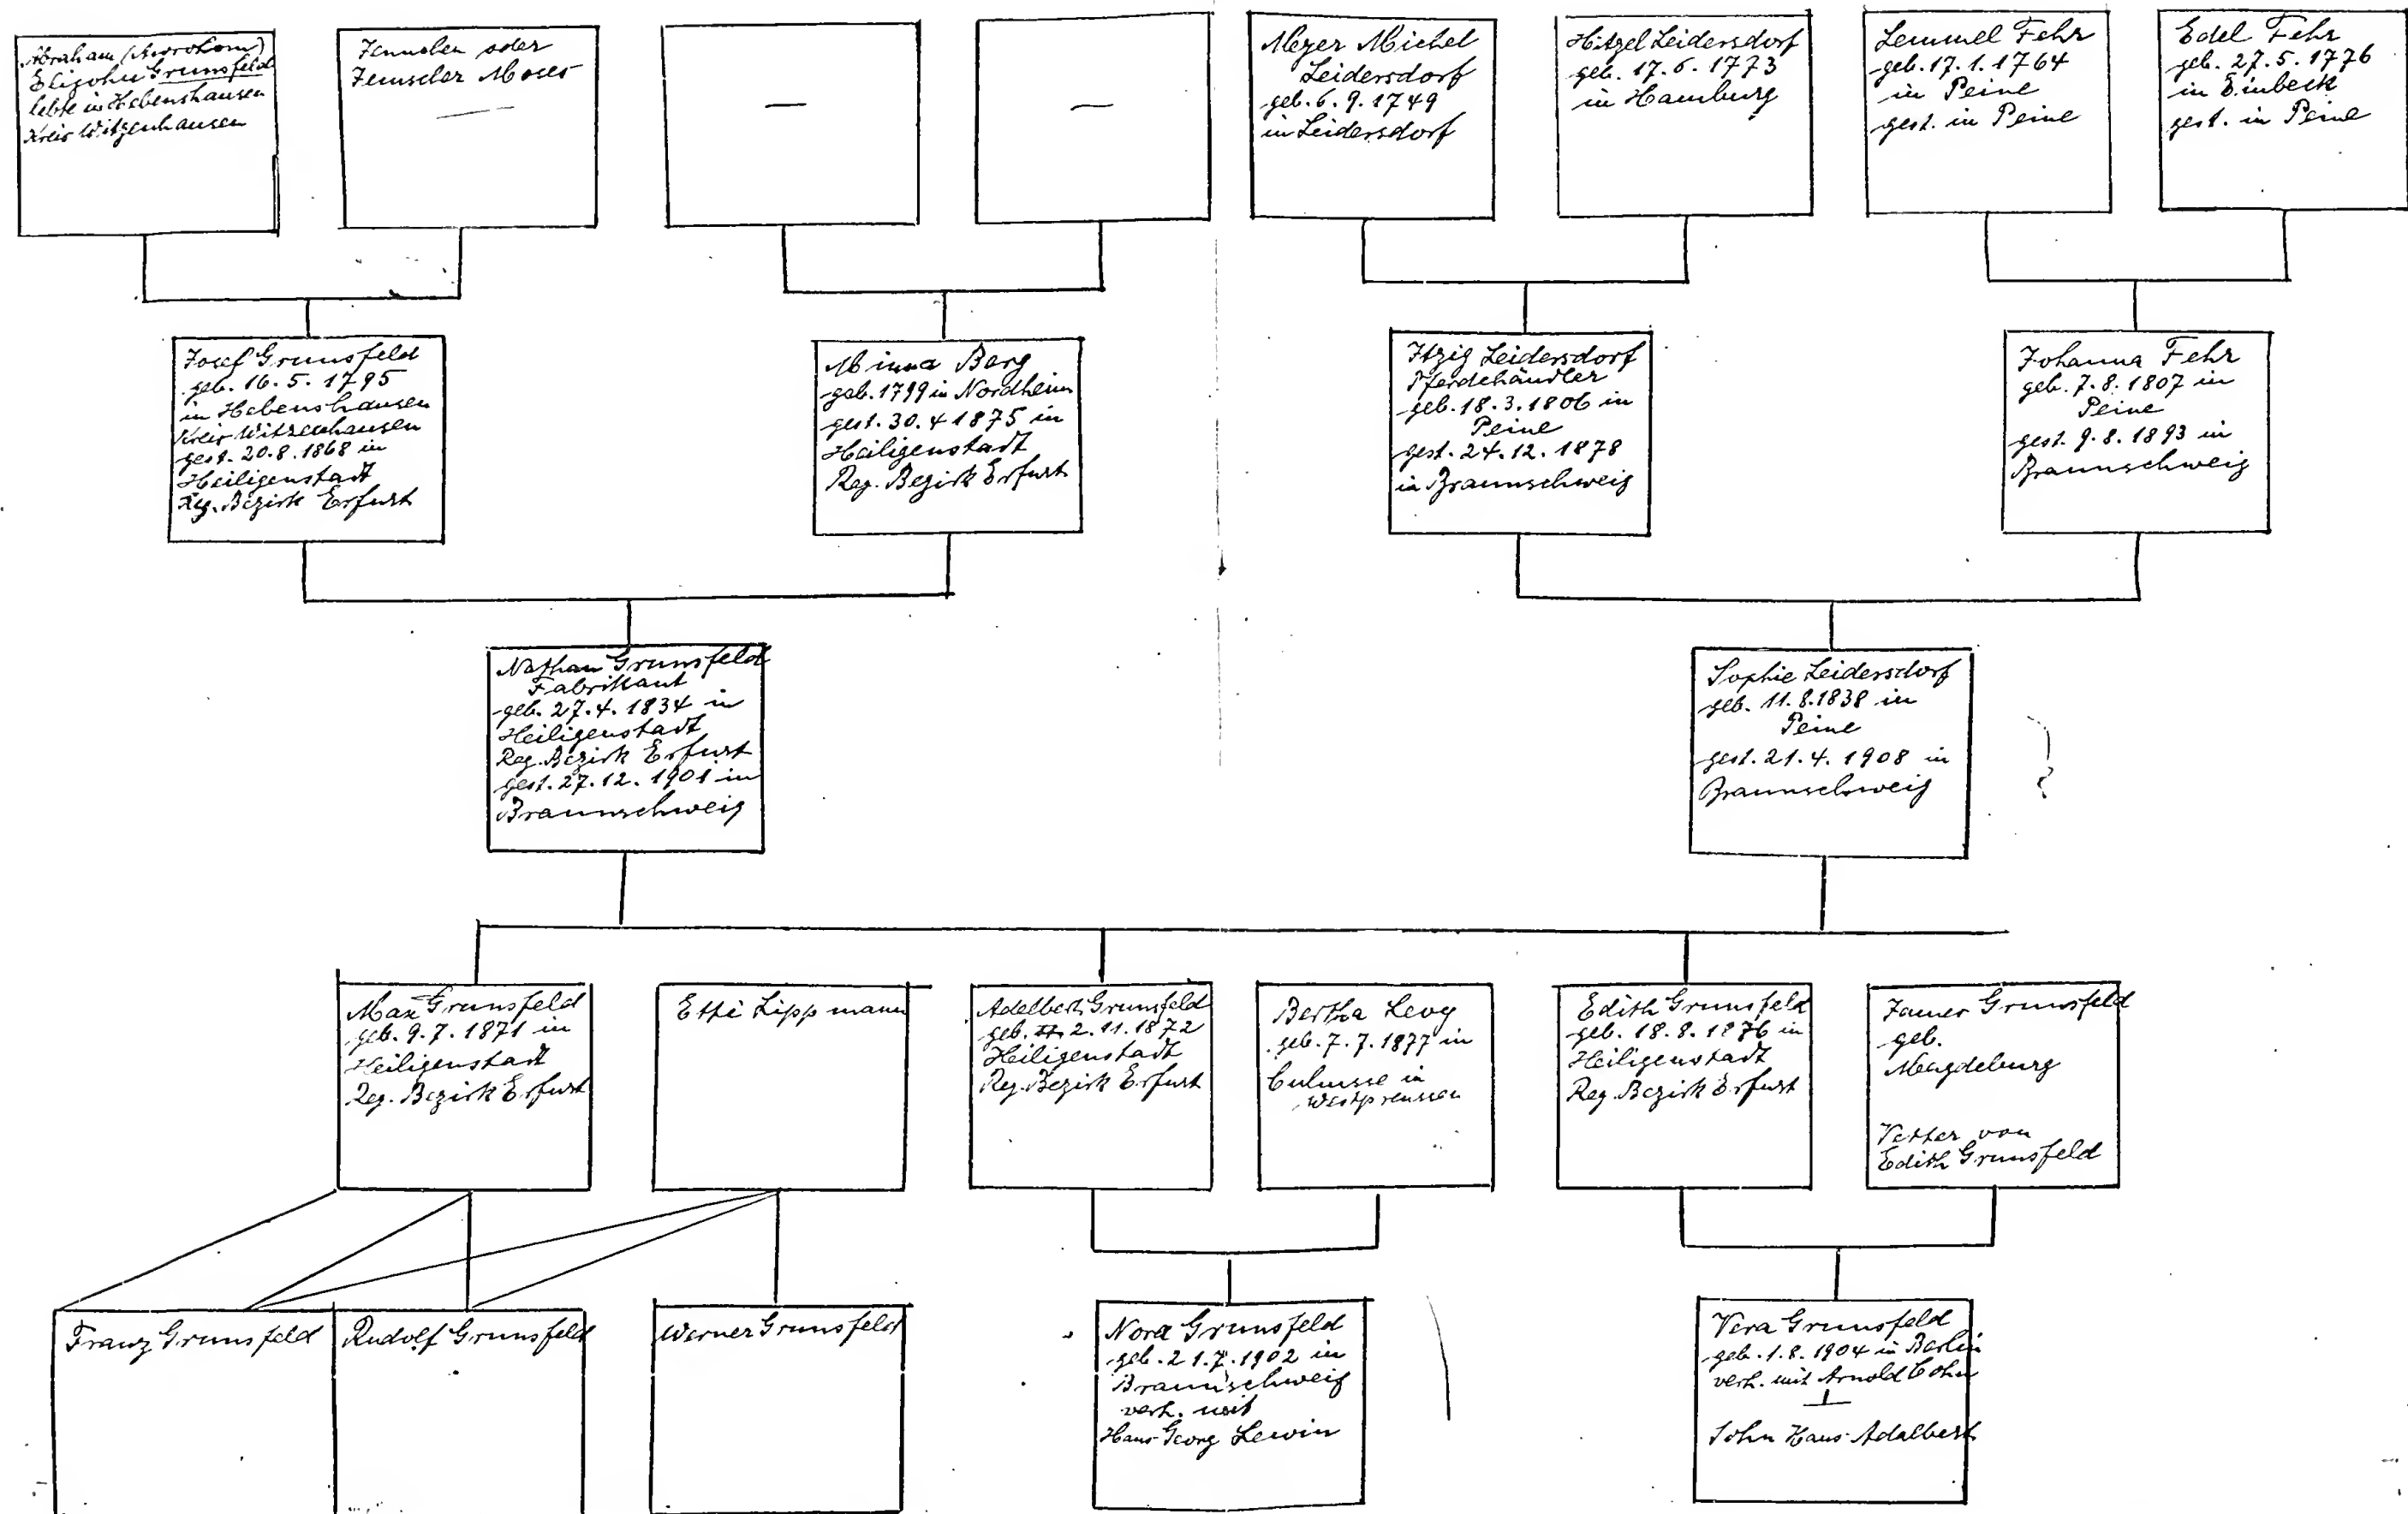 Abraham (Avroham)
Elijohu Grunsfeld
lebte in Hebenshausen
Kreis Witzenhausen
Jennchen oder
Moses
—
—
—
Meyer Michel
Leidersdorf
geb. 6. 9. 1749
in Leidersdorf
Hitzel Leidersdorf
geb. 17. 6. 1773
in Hamburg
Lemmel Fehr
geb. 17. 1. 1764
in Peine
gest. in Peine
Edel Fehr
geb. 27. 5. 1776
in Einbeck
gest. in Peine
Josef Grunsfeld
geb. 16. 5. 1795
in Hebenshausen
Kreis Witzenhausen
gest. 20. 8. 1868 in
Heiligenstadt
Reg. Bezirk Erfurt
Minna Berg
geb. 1799 in Nordheim
gest. 30. 4 1875 in
Heiligenstadt
Reg. Bezirk Erfurt
Itzig Leidersdorf
Pferdehändler
geb. 18. 3. 1806 in
Peine
gest. 24. 12. 1878
in Braunschweig
Johanna Fehr
geb. 7. 8. 1807 in
Peine
gest. 9. 8. 1893 in
Braunschweig
Nathan Grunsfeld
Fabrikant
geb. 27. 4. 1834 in
Heiligenstadt
Reg. Bezirk Erfurt
gest. 27. 12. 1901 in
Braunschweig
Sophie Leidersdorf
geb. 11. 8. 1838 in
Peine
gest. 21. 4. 1908 in
Braunschweig
Max Grunsfeld
geb. 9. 7. 1871 in
Heiligenstadt
Reg. Bezirk Erfurt
Ettie Lippmann
Adelbert Grunsfeld
geb. 2. 11. 1872
Heiligenstadt
Reg. Bezirk Erfurt
Bertha Levy
geb. 7. 7. 1877 in
Culmsee in
Westpreussen
Edith Grunsfeld
geb. 18. 8. 1876 in
Heiligenstadt
Reg. Bezirk Erfurt
James Grunsfeld
geb.
Magdeburg
Vetter von
Edith Grunsfeld
Franz Grunsfeld
Rudolf Grunsfeld
Werner Grunsfeld
Nora Grunsfeld
geb. 21. 7. 1902 in
Braunschweig
verh. mit
Hans-Georg Lewin
Vera Grunsfeld
geb. 1. 8. 1904 in Berlin
verh. mit Arnold Cohn
Sohn Hans-Adalbert